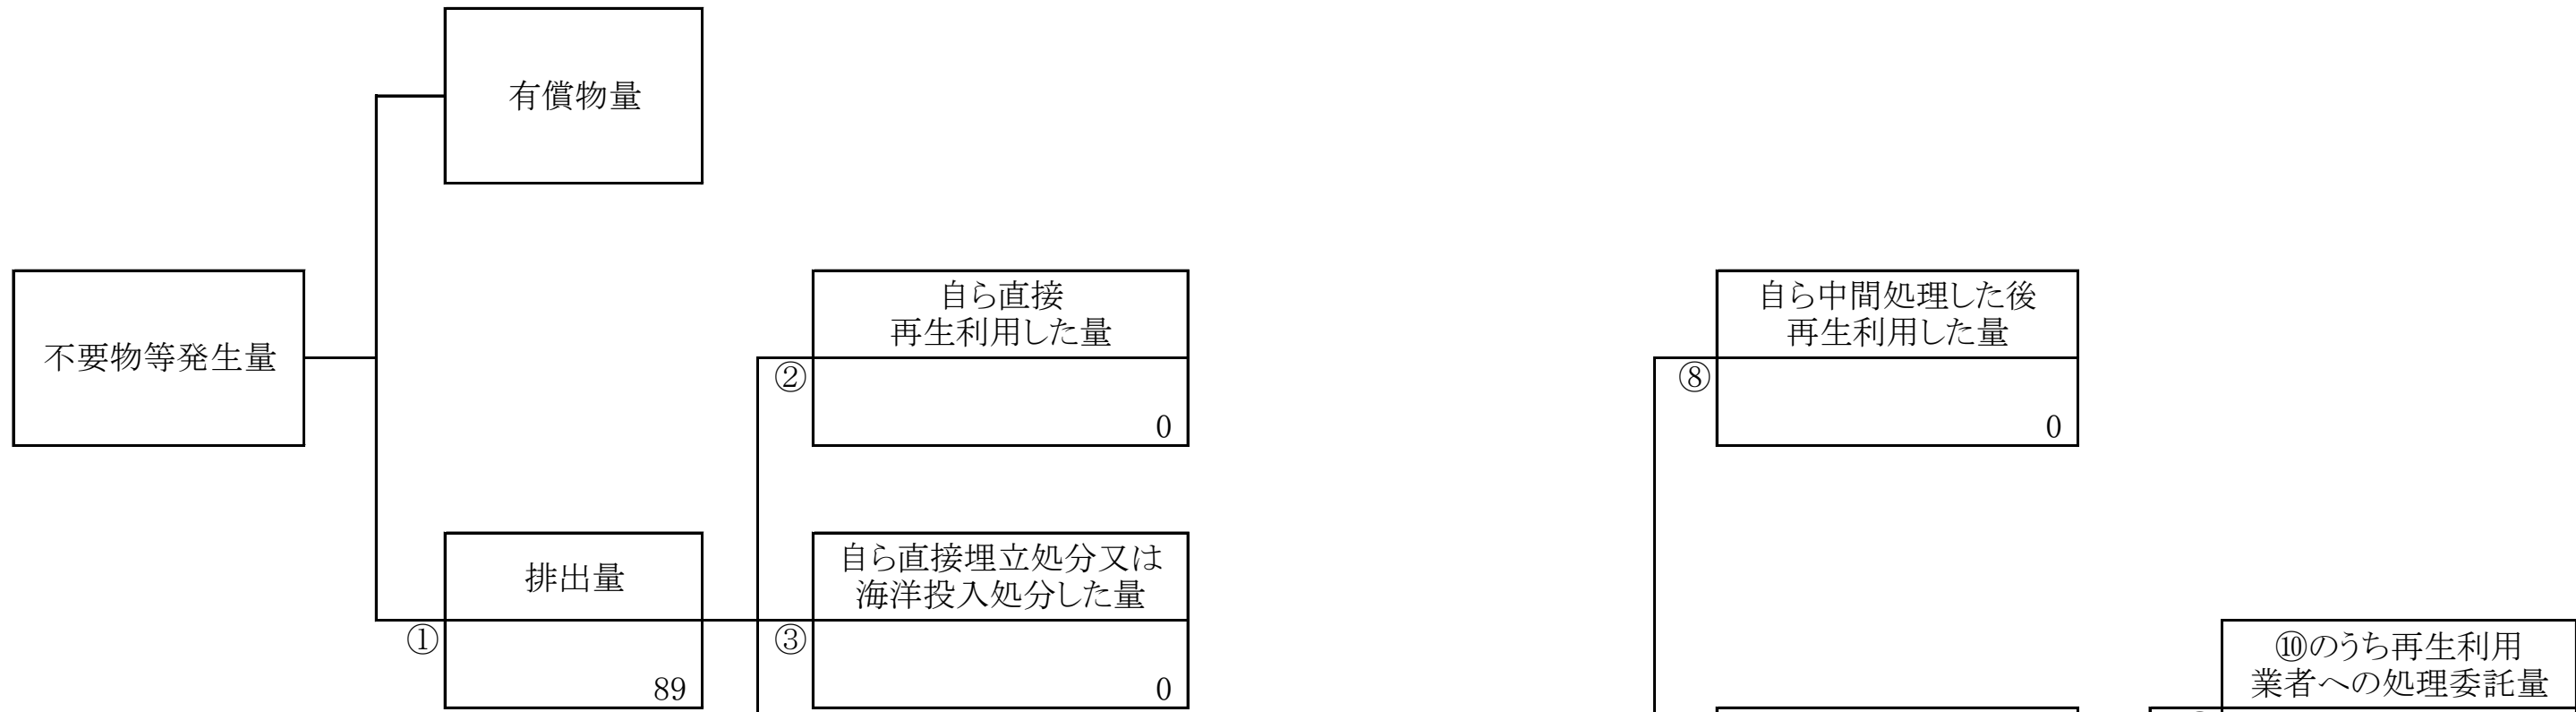 有償物量
不要物等発生量
自ら直接
再生利用した量
②
0
自ら中間処理した後
再生利用した量
⑧
0
排出量
①
89
自ら直接埋立処分又は
海洋投入処分した量
③
0
⑩のうち再生利用
業者への処理委託量